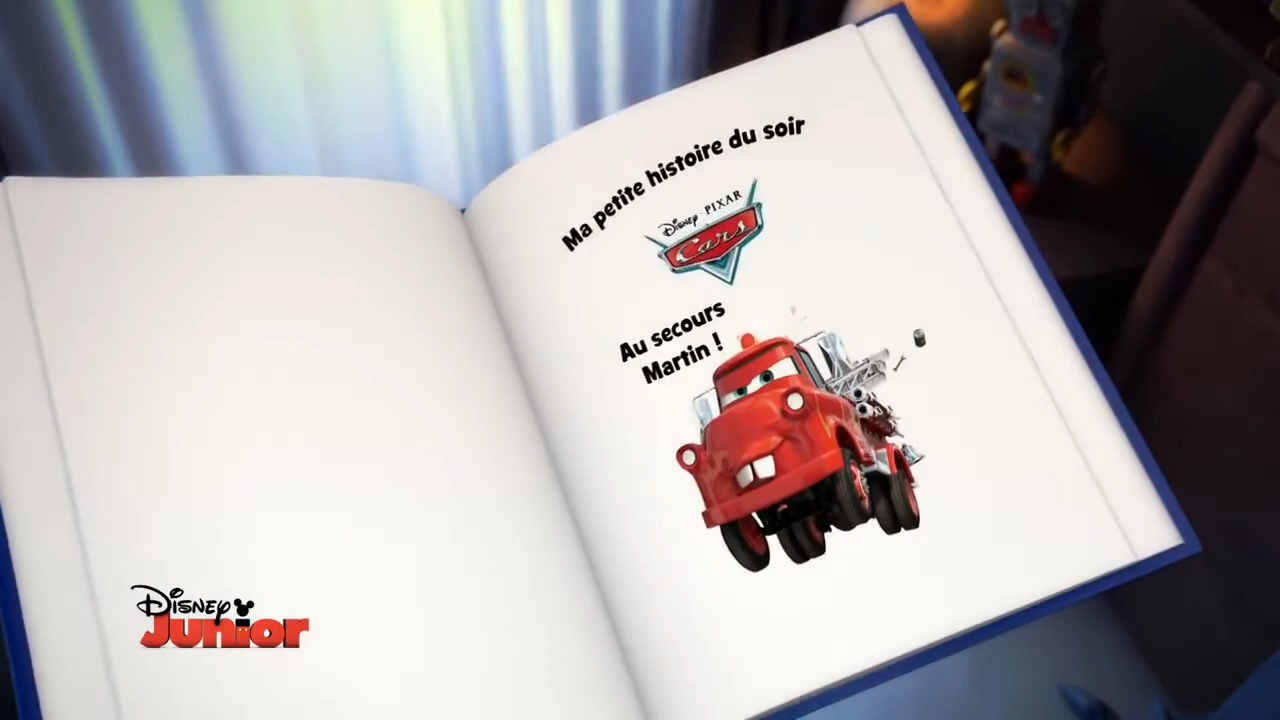 Ma petite histoire du soir
Disney · PIXAR
Cars
Au secours
Martin !
Disney
Junior